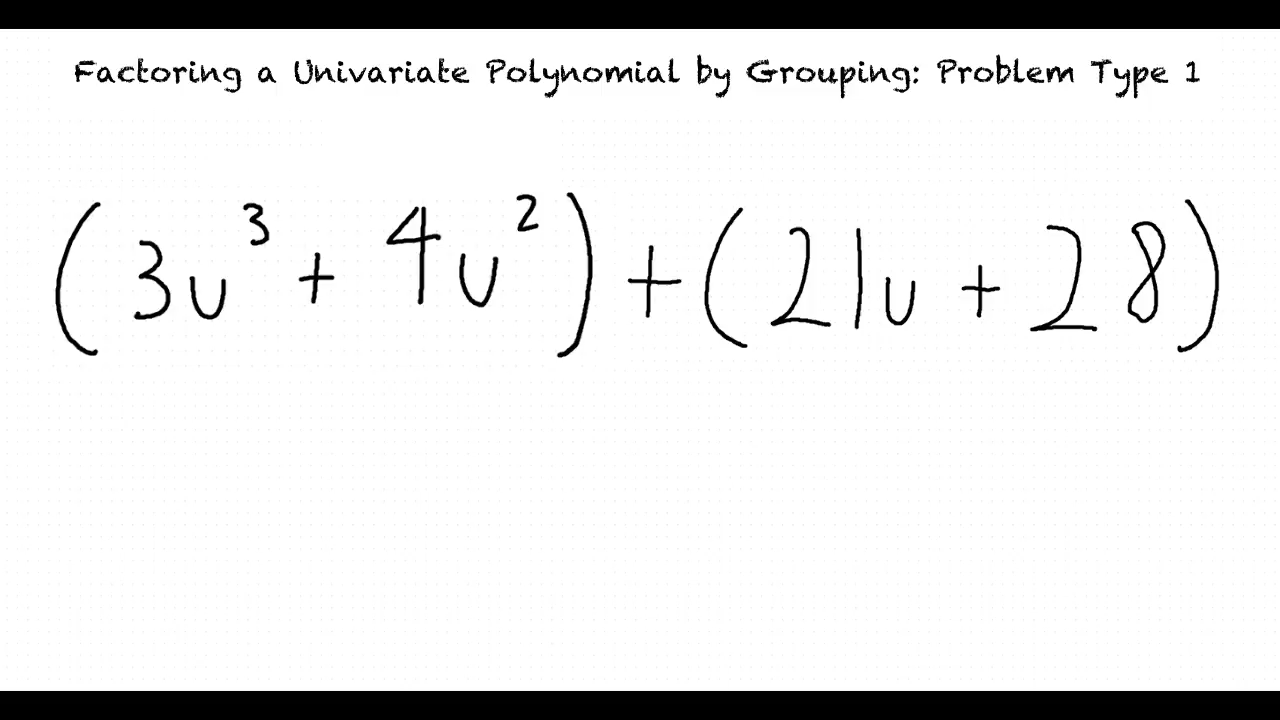 Factoring a Univariate Polynomial by Grouping: Problem Type 1
(3u³ + 4u²) + (21u + 28)